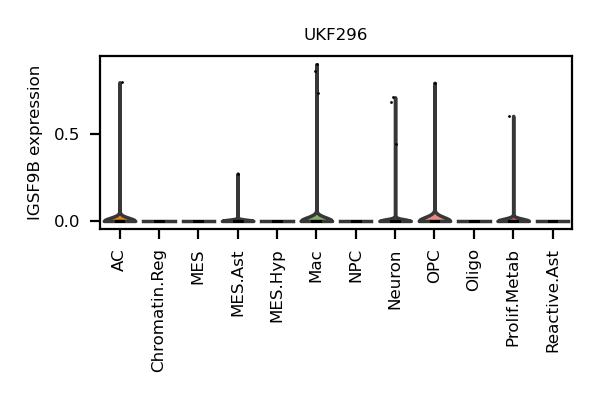 UKF296
IGSF9B expression
0.5
0.0
AC
Chromatin.Reg
MES
MES.Ast
MES.Hyp
Mac
NPC
Neuron
OPC
Oligo
Prolif.Metab
Reactive.Ast